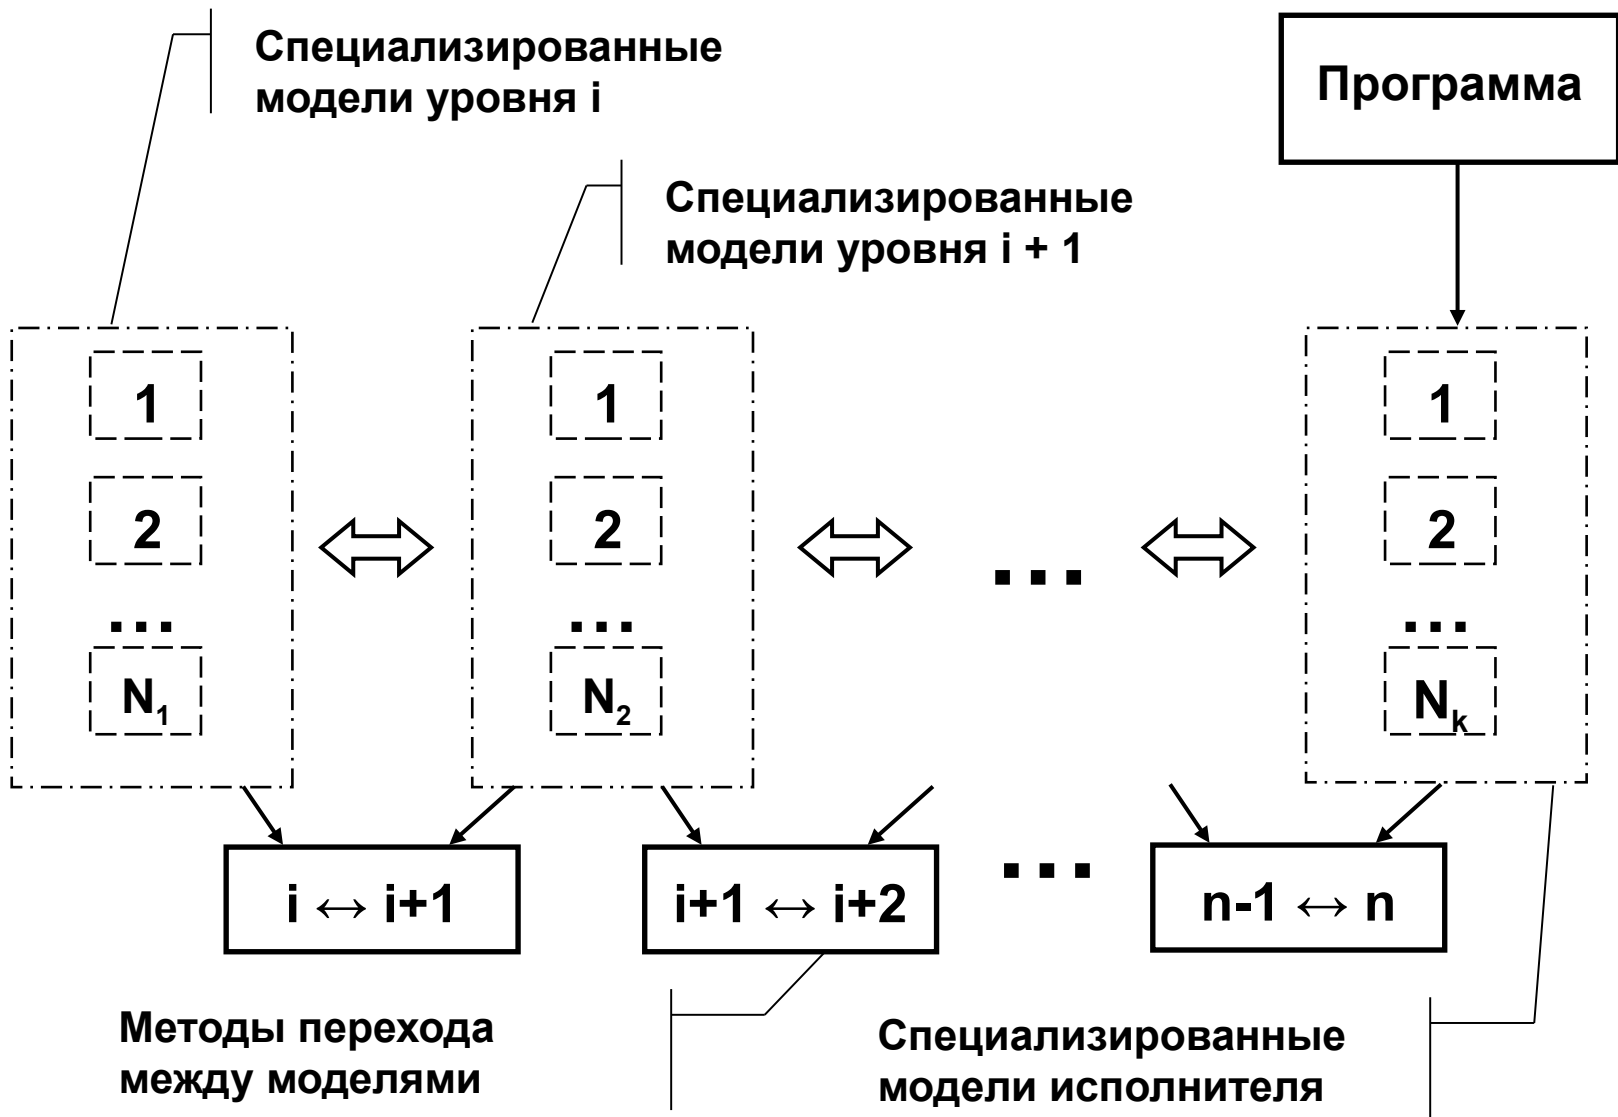 Специализированные
модели уровня i
Программа
Специализированные
модели уровня i + 1
1
2
...
N₁
1
2
...
N₂
...
1
2
...
Nₖ
i ↔ i+1
i+1 ↔ i+2
...
n-1 ↔ n
Методы перехода
между моделями
Специализированные
модели исполнителя